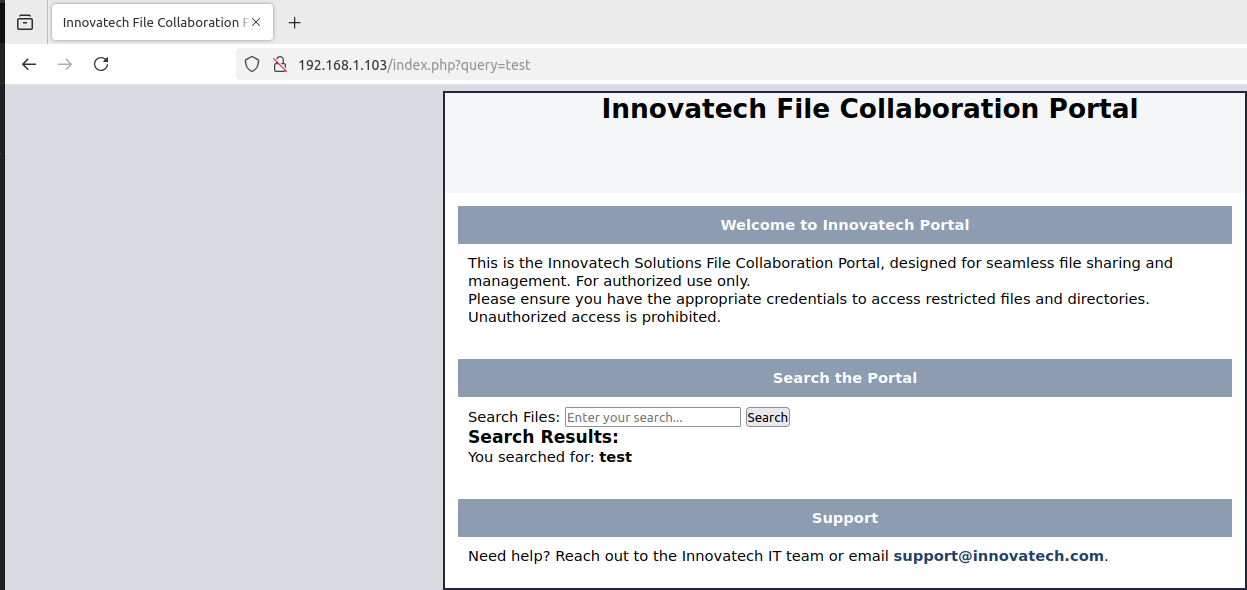 Innovatech File Collaboration F
192.168.1.103/index.php?query=test
Innovatech File Collaboration Portal
Welcome to Innovatech Portal
This is the Innovatech Solutions File Collaboration Portal, designed for seamless file sharing and
management. For authorized use only.
Please ensure you have the appropriate credentials to access restricted files and directories.
Unauthorized access is prohibited.
Search the Portal
Search Files: Enter your search... Search
Search Results:
You searched for: test
Support
Need help? Reach out to the Innovatech IT team or email support@innovatech.com.